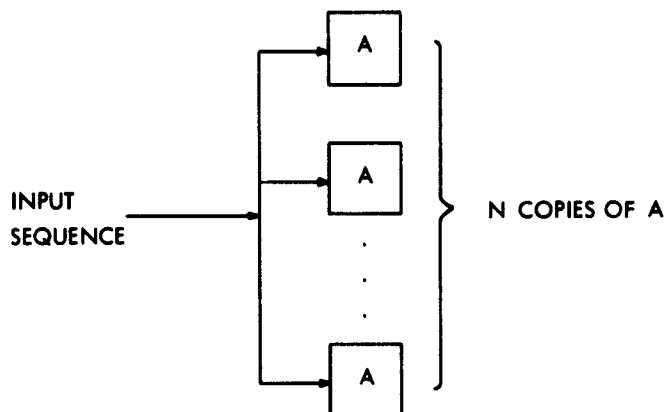 A
A
INPUT
SEQUENCE
N COPIES OF A
A